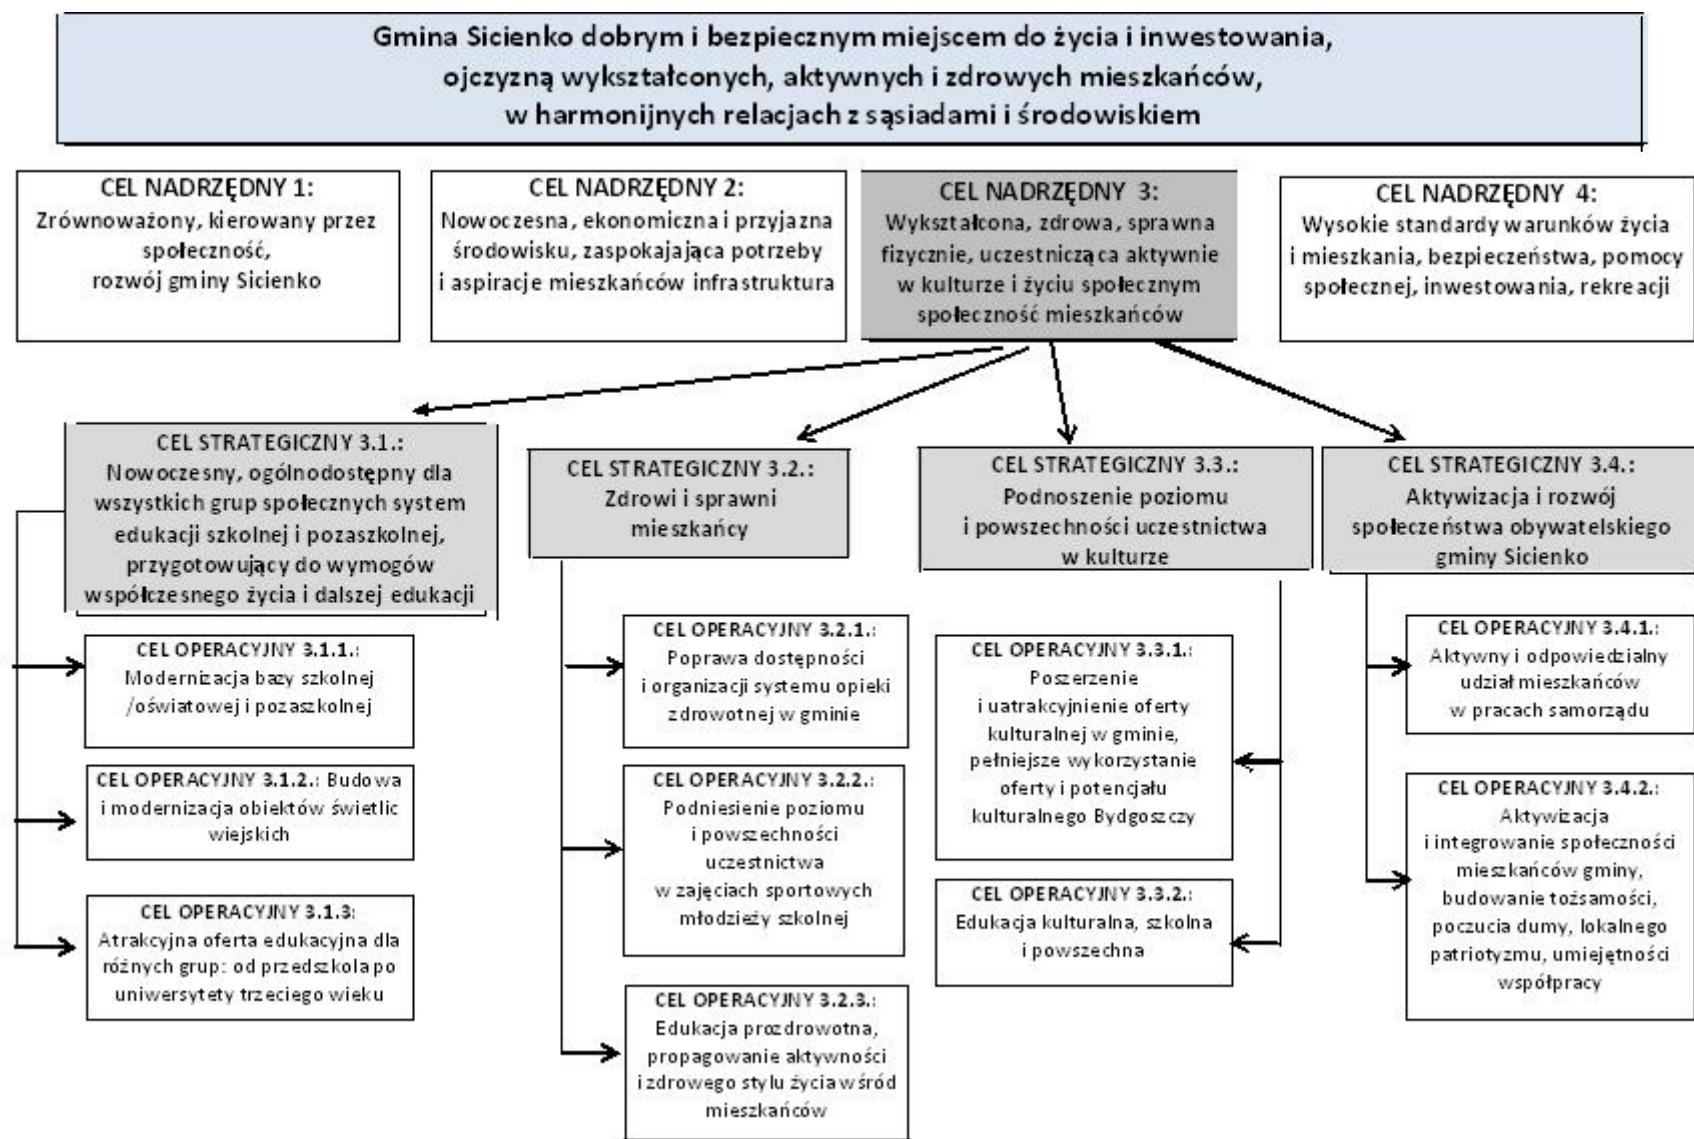 Gmina Sicienko dobrym i bezpiecznym miejscem do życia i inwestowania,
ojczyzną wykształconych, aktywnych i zdrowych mieszkańców,
w harmonijnych relacjach z sąsiadami i środowiskiem
CEL NADRZĘDNY 1:
Zrównoważony, kierowany przez
społeczność,
rozwój gminy Sicienko
CEL NADRZĘDNY 2:
Nowoczesna, ekonomiczna i przyjazna
środowisku, zaspokajająca potrzeby
i aspiracje mieszkańców infrastruktura
CEL NADRZĘDNY 3:
Wykształcona, zdrowa, sprawna
fizycznie, uczestnicząca aktywnie
w kulturze i życiu społecznym
społeczność mieszkańców
CEL NADRZĘDNY 4:
Wysokie standardy warunków życia
i mieszkania, bezpieczeństwa, pomocy
społecznej, inwestowania, rekreacji
CEL STRATEGICZNY 3.1.:
Nowoczesny, ogólnodostępny dla
wszystkich grup społecznych system
edukacji szkolnej i pozaszkolnej,
przygotowujący do wymogów
współczesnego życia i dalszej edukacji
CEL OPERACYJNY 3.1.1.:
Modernizacja bazy szkolnej
/oświatowej i pozaszkolnej
CEL OPERACYJNY 3.1.2.: Budowa
i modernizacja obiektów świetlic
wiejskich
CEL OPERACYJNY 3.1.3:
Atrakcyjna oferta edukacyjna dla
różnych grup: od przedszkola po
uniwersytety trzeciego wieku
CEL STRATEGICZNY 3.2.:
Zdrowi i sprawni
mieszkańcy
CEL OPERACYJNY 3.2.1.:
Poprawa dostępności
i organizacji systemu opieki
zdrowotnej w gminie
CEL OPERACYJNY 3.2.2.:
Podniesienie poziomu
i powszechności
uczestnictwa
w zajęciach sportowych
młodzieży szkolnej
CEL OPERACYJNY 3.2.3.:
Edukacja prozdrowotna,
propagowanie aktywności
i zdrowego stylu życia wśród
mieszkańców
CEL STRATEGICZNY 3.3.:
Podnoszenie poziomu
i powszechności uczestnictwa
w kulturze
CEL OPERACYJNY 3.3.1.:
Poszerzenie
i uatrakcyjnienie oferty
kulturalnej w gminie,
pełniejsze wykorzystanie
oferty i potencjału
kulturalnego Bydgoszczy
CEL OPERACYJNY 3.3.2.:
Edukacja kulturalna, szkolna
i powszechna
CEL STRATEGICZNY 3.4.:
Aktywizacja i rozwój
społeczeństwa obywatelskiego
gminy Sicienko
CEL OPERACYJNY 3.4.1.:
Aktywny i odpowiedzialny
udział mieszkańców
w pracach samorządu
CEL OPERACYJNY 3.4.2.:
Aktywizacja
i integrowanie społeczności
mieszkańców gminy,
budowanie tożsamości,
poczucia dumy, lokalnego
patriotyzmu, umiejętności
współpracy